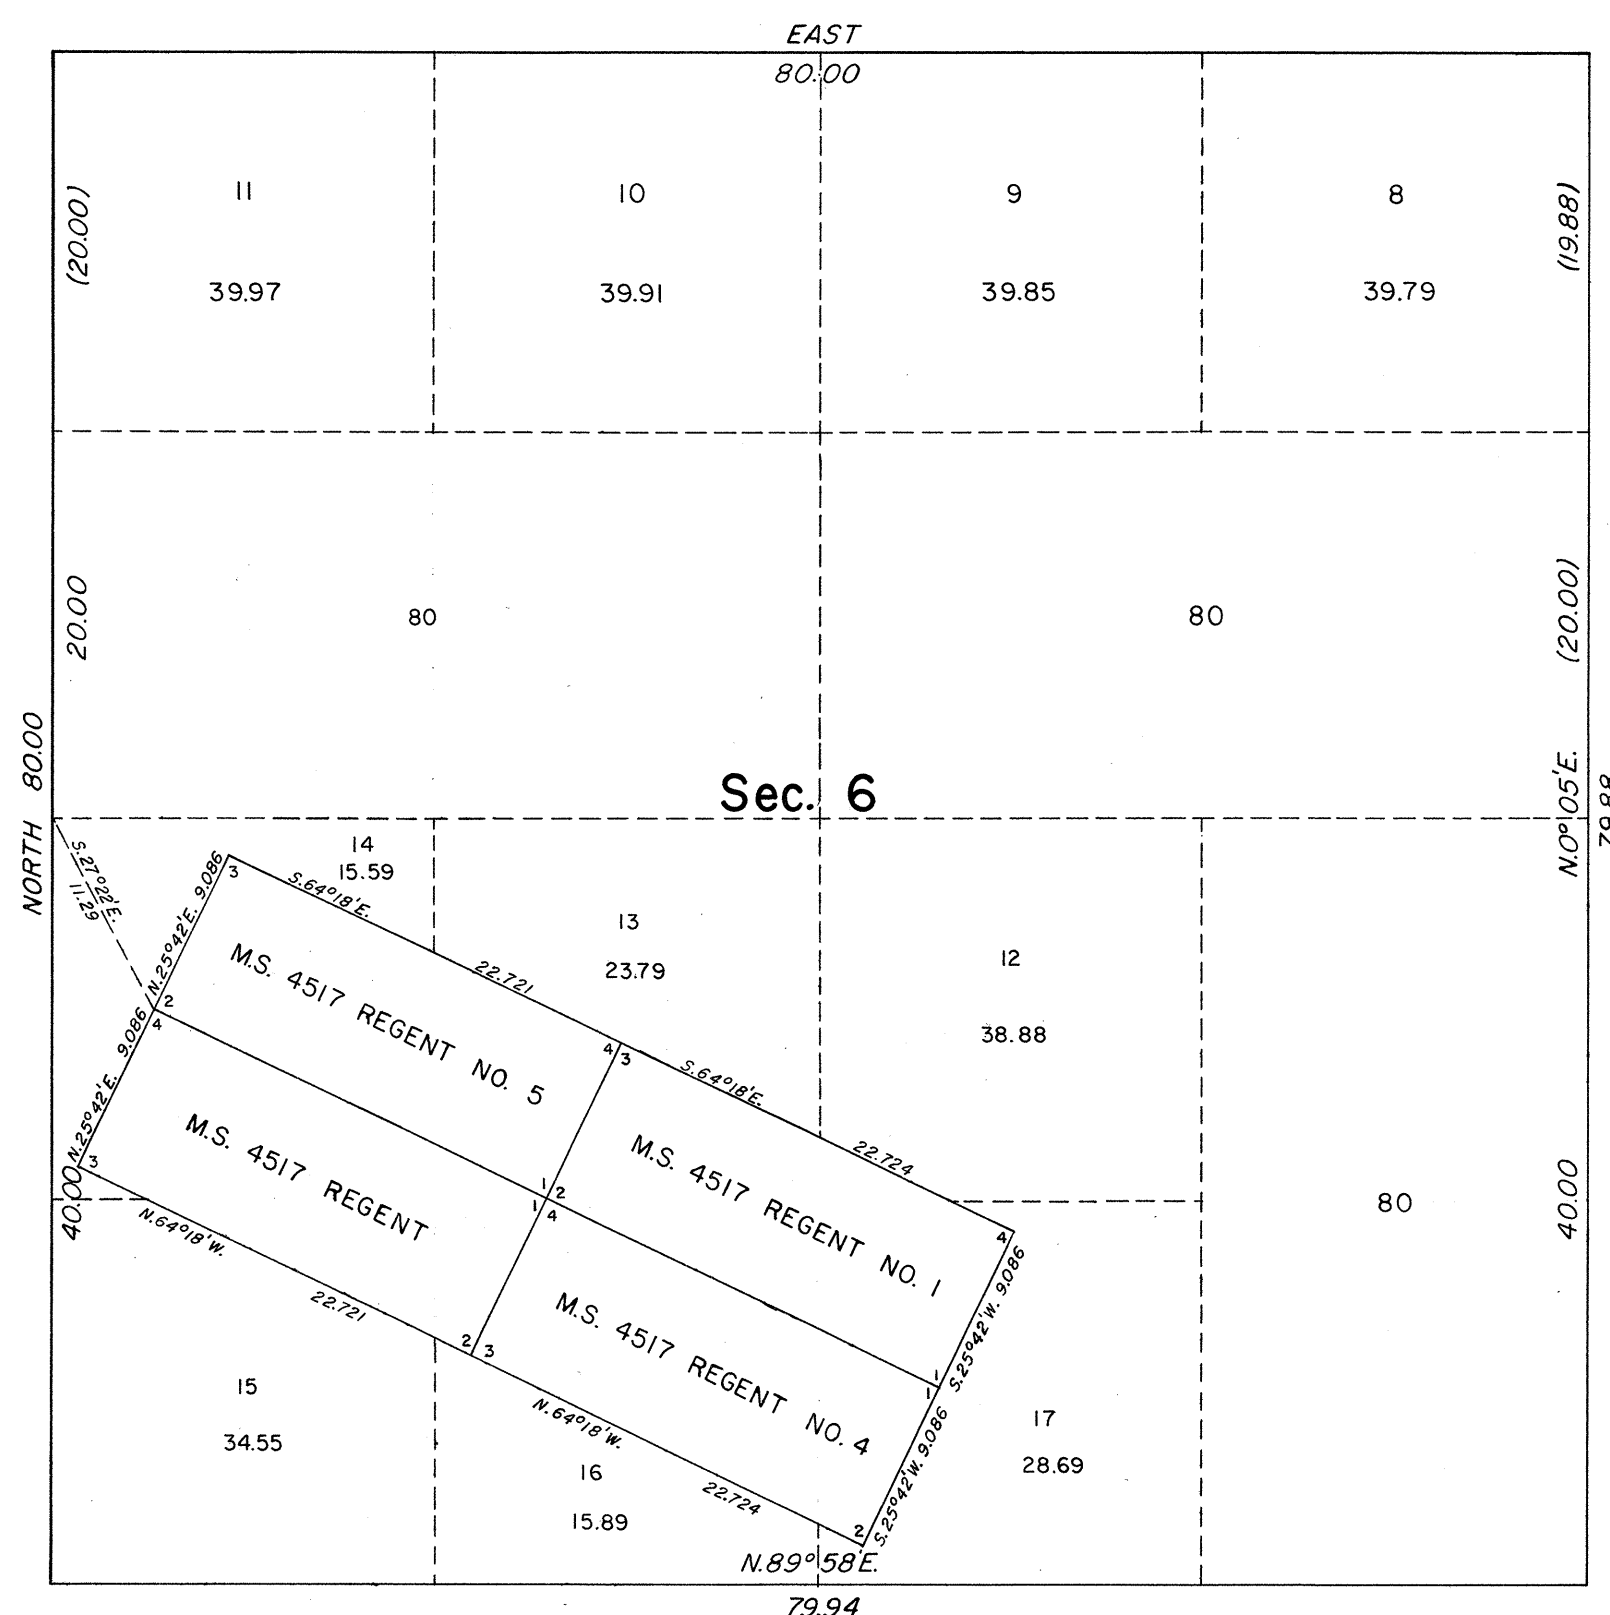 EAST
80.00
(20.00)
11
10
9
8
(19.88)
39.97
39.91
39.85
39.79
20.00
80
80
(20.00)
NORTH 80.00
Sec. 6
N.0°05'E.
79.88
S.27°22'E.
11.29
14
15.59
N.25°42'E. 9.086
3
S.64°18'E.
22.721
13
23.79
12
38.88
M.S. 4517 REGENT NO. 5
2
4
N.25°42'E. 9.086
4
3
S.64°18'E.
22.724
M.S. 4517 REGENT
M.S. 4517 REGENT NO. 1
3
40.00
1
2
1
4
4
80
40.00
N.64°18'W.
22.721
S.25°42'W. 9.086
M.S. 4517 REGENT NO. 4
2
3
1
1
15
34.55
N.64°18'W.
22.724
S.25°42'W. 9.086
17
28.69
16
15.89
2
N.89°58'E.
79.94